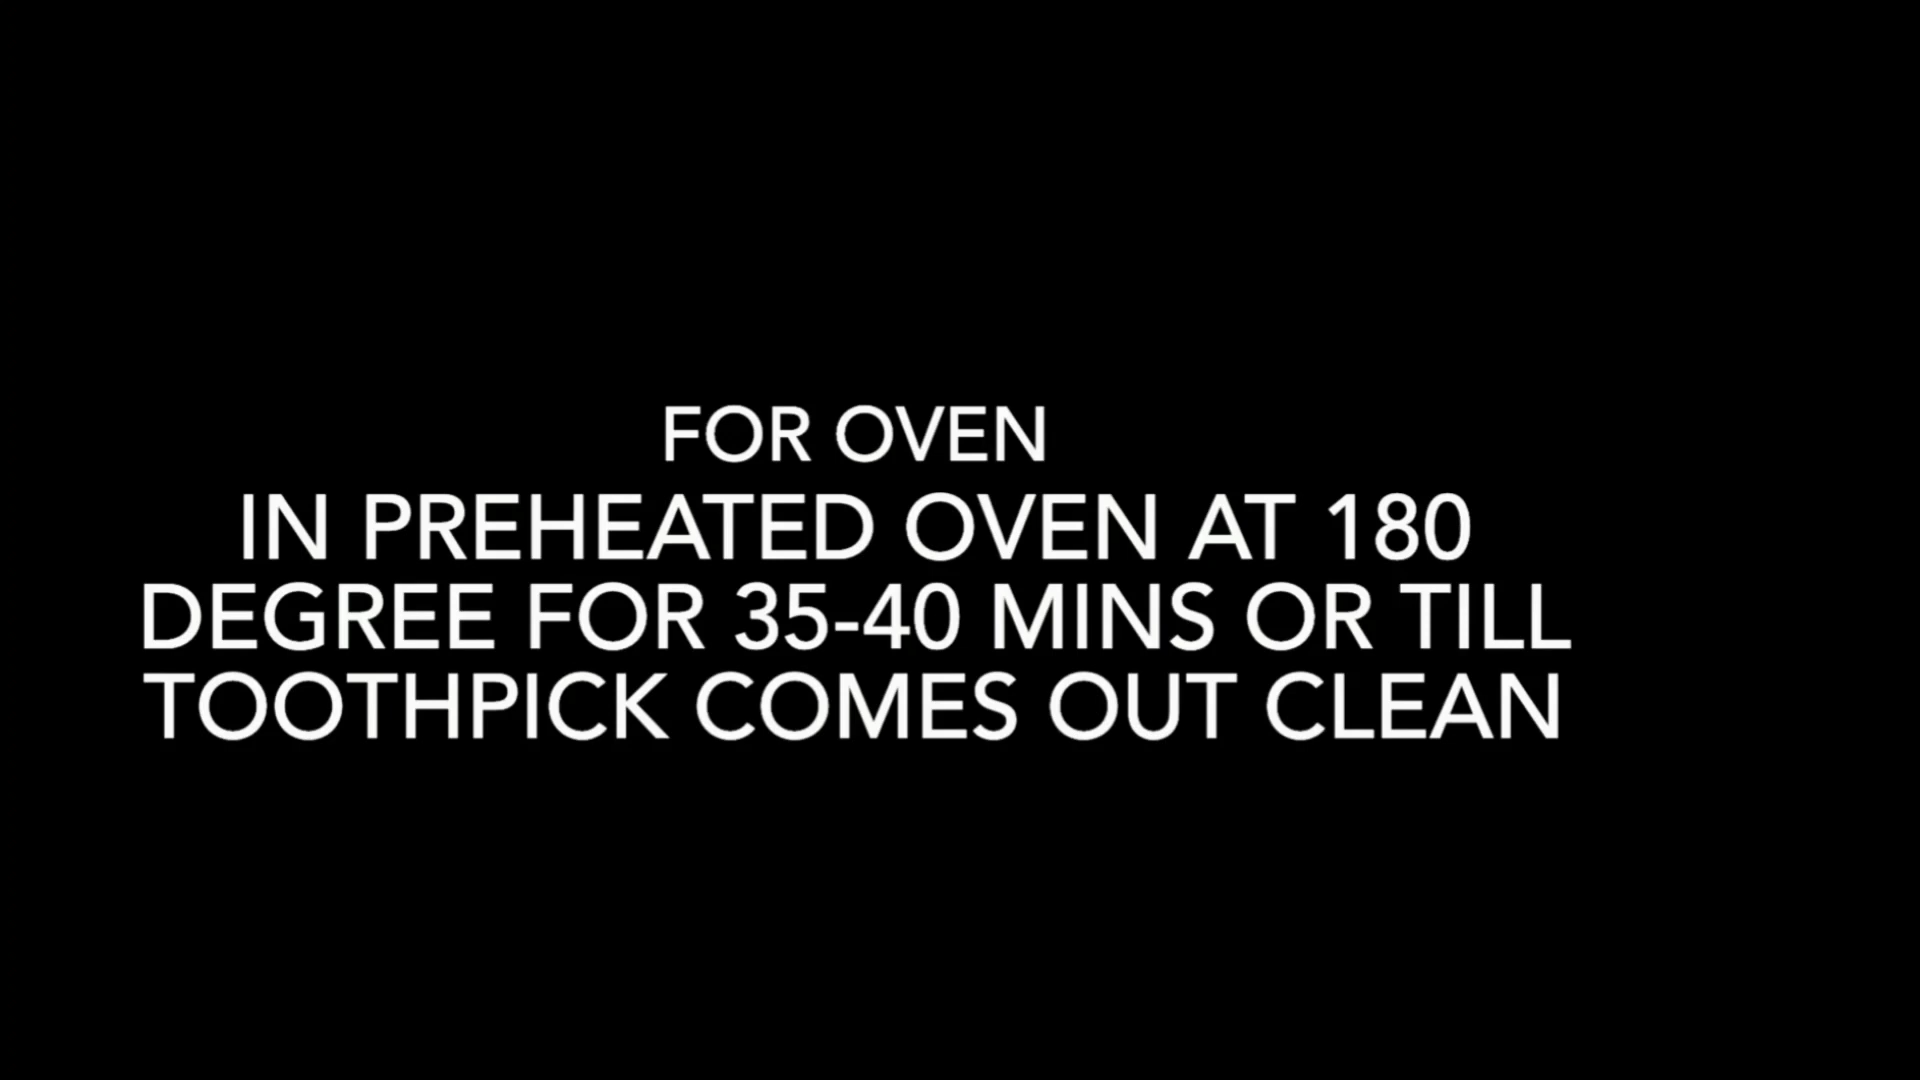 FOR OVEN
IN PREHEATED OVEN AT 180
DEGREE FOR 35-40 MINS OR TILL
TOOTHPICK COMES OUT CLEAN